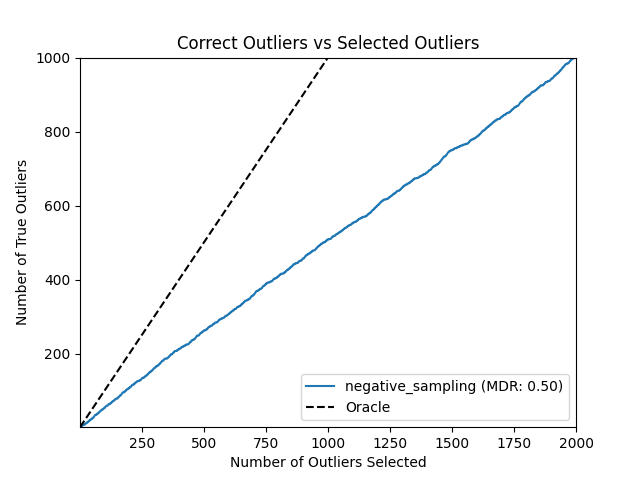 Correct Outliers vs Selected Outliers
1000
800
600
400
200
Number of True Outliers
negative_sampling (MDR: 0.50)
Oracle
250
500
750
1000
1250
1500
1750
2000
Number of Outliers Selected